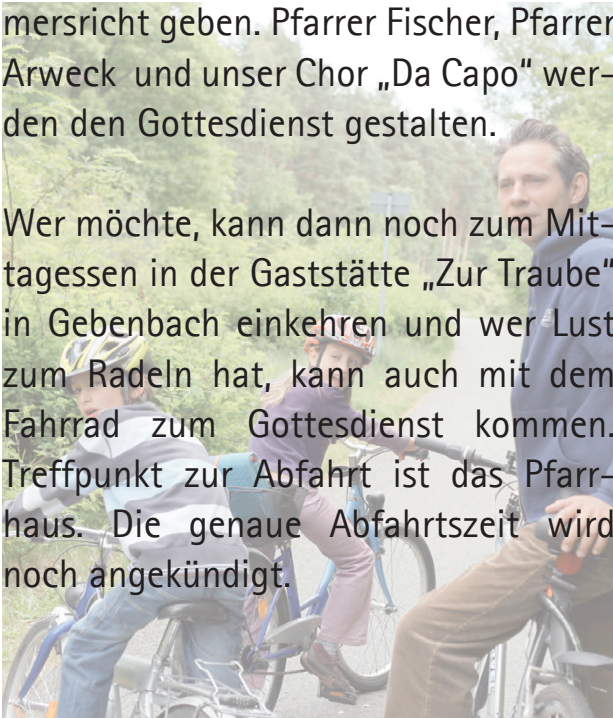 mersricht geben. Pfarrer Fischer, Pfarrer
Arweck und unser Chor „Da Capo“ wer-
den den Gottesdienst gestalten.
Wer möchte, kann dann noch zum Mit-
tagessen in der Gaststätte „Zur Traube“
in Gebenbach einkehren und wer Lust
zum Radeln hat, kann auch mit dem
Fahrrad zum Gottesdienst kommen.
Treffpunkt zur Abfahrt ist das Pfarr-
haus. Die genaue Abfahrtszeit wird
noch angekündigt.